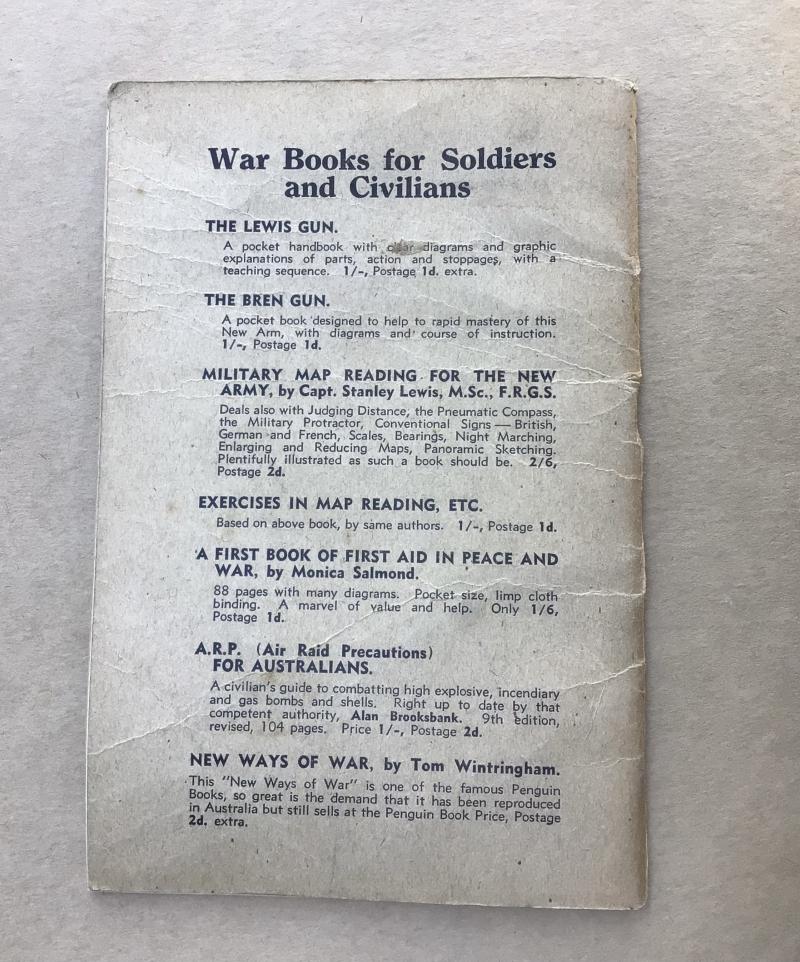 War Books for Soldiers
and Civilians
THE LEWIS GUN.
A pocket handbook with clear diagrams and graphic
explanations of parts, action and stoppages, with a
teaching sequence. 1/-, Postage 1d. extra.
THE BREN GUN.
A pocket book designed to help to rapid mastery of this
New Arm, with diagrams and course of instruction.
1/-, Postage 1d.
MILITARY MAP READING FOR THE NEW
ARMY, by Capt. Stanley Lewis, M.Sc., F.R.G.S.
Deals also with Judging Distance, the Pneumatic Compass,
the Military Protractor, Conventional Signs — British,
German and French, Scales, Bearings, Night Marching,
Enlarging and Reducing Maps, Panoramic Sketching.
Plentifully illustrated as such a book should be. 2/6,
Postage 2d.
EXERCISES IN MAP READING, ETC.
Based on above book, by same authors. 1/-, Postage 1d.
A FIRST BOOK OF FIRST AID IN PEACE AND
WAR, by Monica Salmond.
88 pages with many diagrams. Pocket size, limp cloth
binding. A marvel of value and help. Only 1/6,
Postage 1d.
A.R.P. (Air Raid Precautions)
FOR AUSTRALIANS.
A civilian's guide to combatting high explosive, incendiary
and gas bombs and shells. Right up to date by that
competent authority, Alan Brooksbank. 9th edition,
revised, 104 pages. Price 1/-, Postage 2d.
NEW WAYS OF WAR, by Tom Wintringham.
This "New Ways of War" is one of the famous Penguin
Books, so great is the demand that it has been reproduced
in Australia but still sells at the Penguin Book Price, Postage
2d. extra.